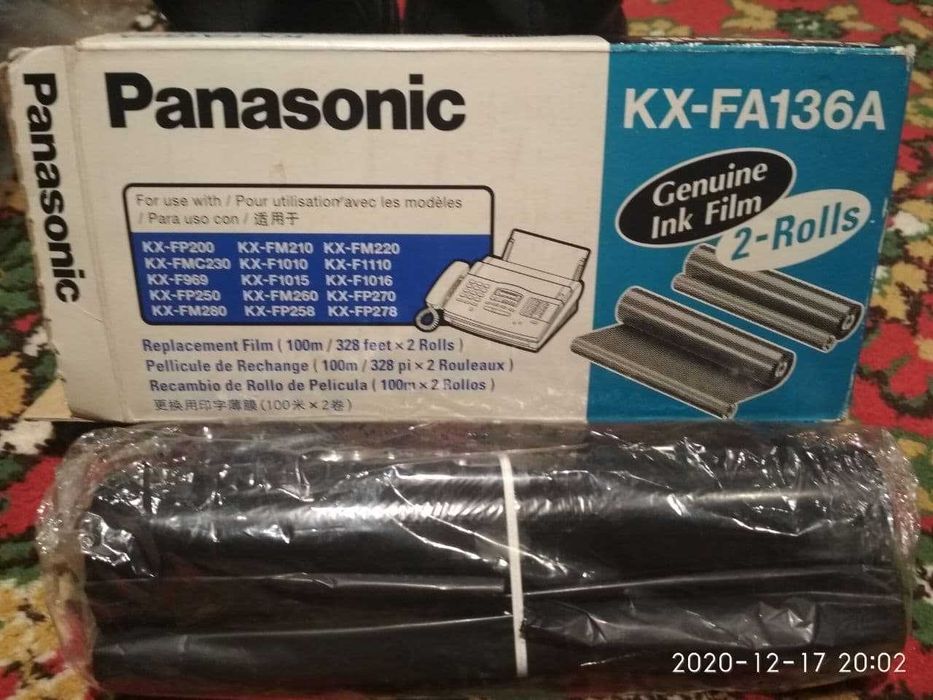 Panasonic
Panasonic
KX-FA136A
Genuine
Ink Film
2-Rolls
For use with / Pour utilisation avec les modèles
/ Para uso con / 适用于
KX-FP200 KX-FM210 KX-FM220
KX-FMC230 KX-F1010 KX-F1110
KX-F969 KX-F1015 KX-F1016
KX-FP250 KX-FM260 KX-FP270
KX-FM280 KX-FP258 KX-FP278
Replacement Film ( 100m / 328 feet × 2 Rolls )
Pellicule de Rechange ( 100m / 328 pi × 2 Rouleaux )
Recambio de Rollo de Pelicula ( 100m × 2 Rollos )
更换用印字薄膜 (100米 × 2卷)
2020-12-17 20:02